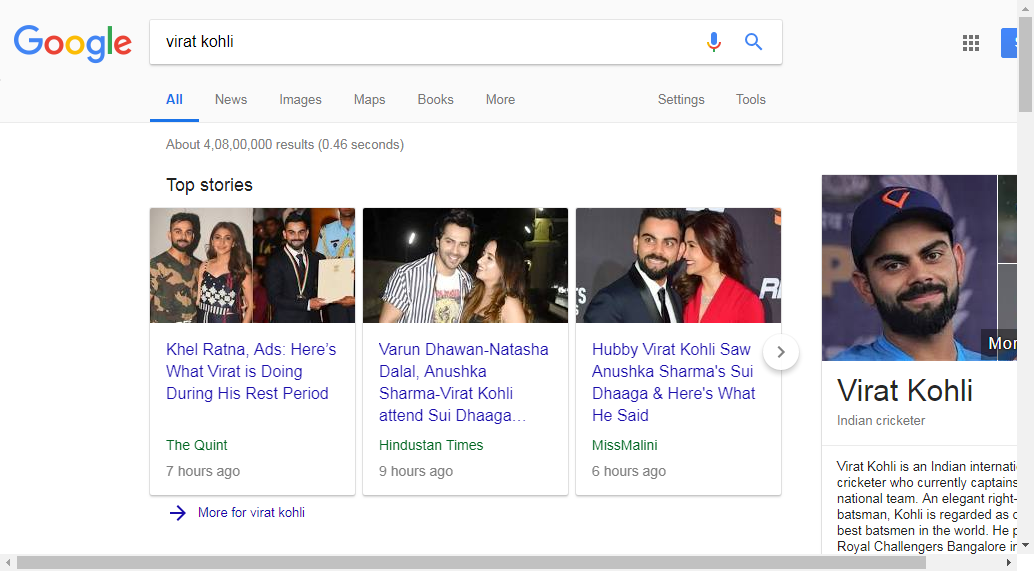 Google
virat kohli
All News Images Maps Books More Settings Tools
About 4,08,00,000 results (0.46 seconds)
Top stories
Khel Ratna, Ads: Here's
What Virat is Doing
During His Rest Period
The Quint
7 hours ago
Varun Dhawan-Natasha
Dalal, Anushka
Sharma-Virat Kohli
attend Sui Dhaaga...
Hindustan Times
9 hours ago
Hubby Virat Kohli Saw
Anushka Sharma's Sui
Dhaaga & Here's What
He Said
MissMalini
6 hours ago
More for virat kohli
Mor
Virat Kohli
Indian cricketer
Virat Kohli is an Indian internati
cricketer who currently captains
national team. An elegant right-
batsman, Kohli is regarded as
best batsmen in the world. He
Royal Challengers Bangalore in